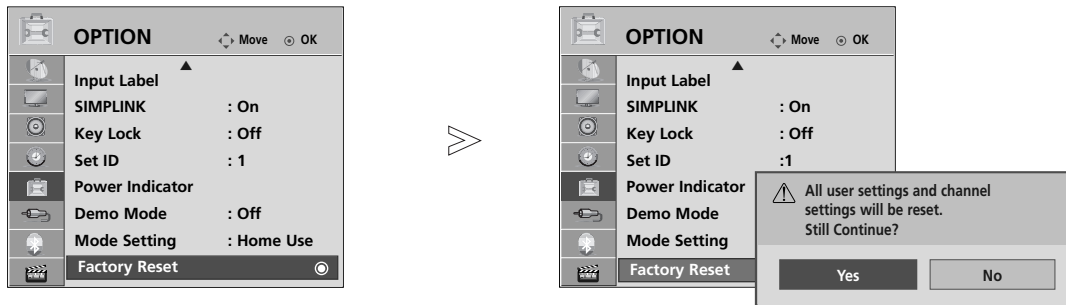 OPTION
Move OK
Input Label
SIMPLINK : On
Key Lock : Off
Set ID : 1
Power Indicator
Demo Mode : Off
Mode Setting : Home Use
Factory Reset
OPTION
Move OK
Input Label
SIMPLINK : On
Key Lock : Off
Set ID :1
Power Indicator
Demo Mode
Mode Setting
Factory Reset
All user settings and channel
settings will be reset.
Still Continue?
Yes No